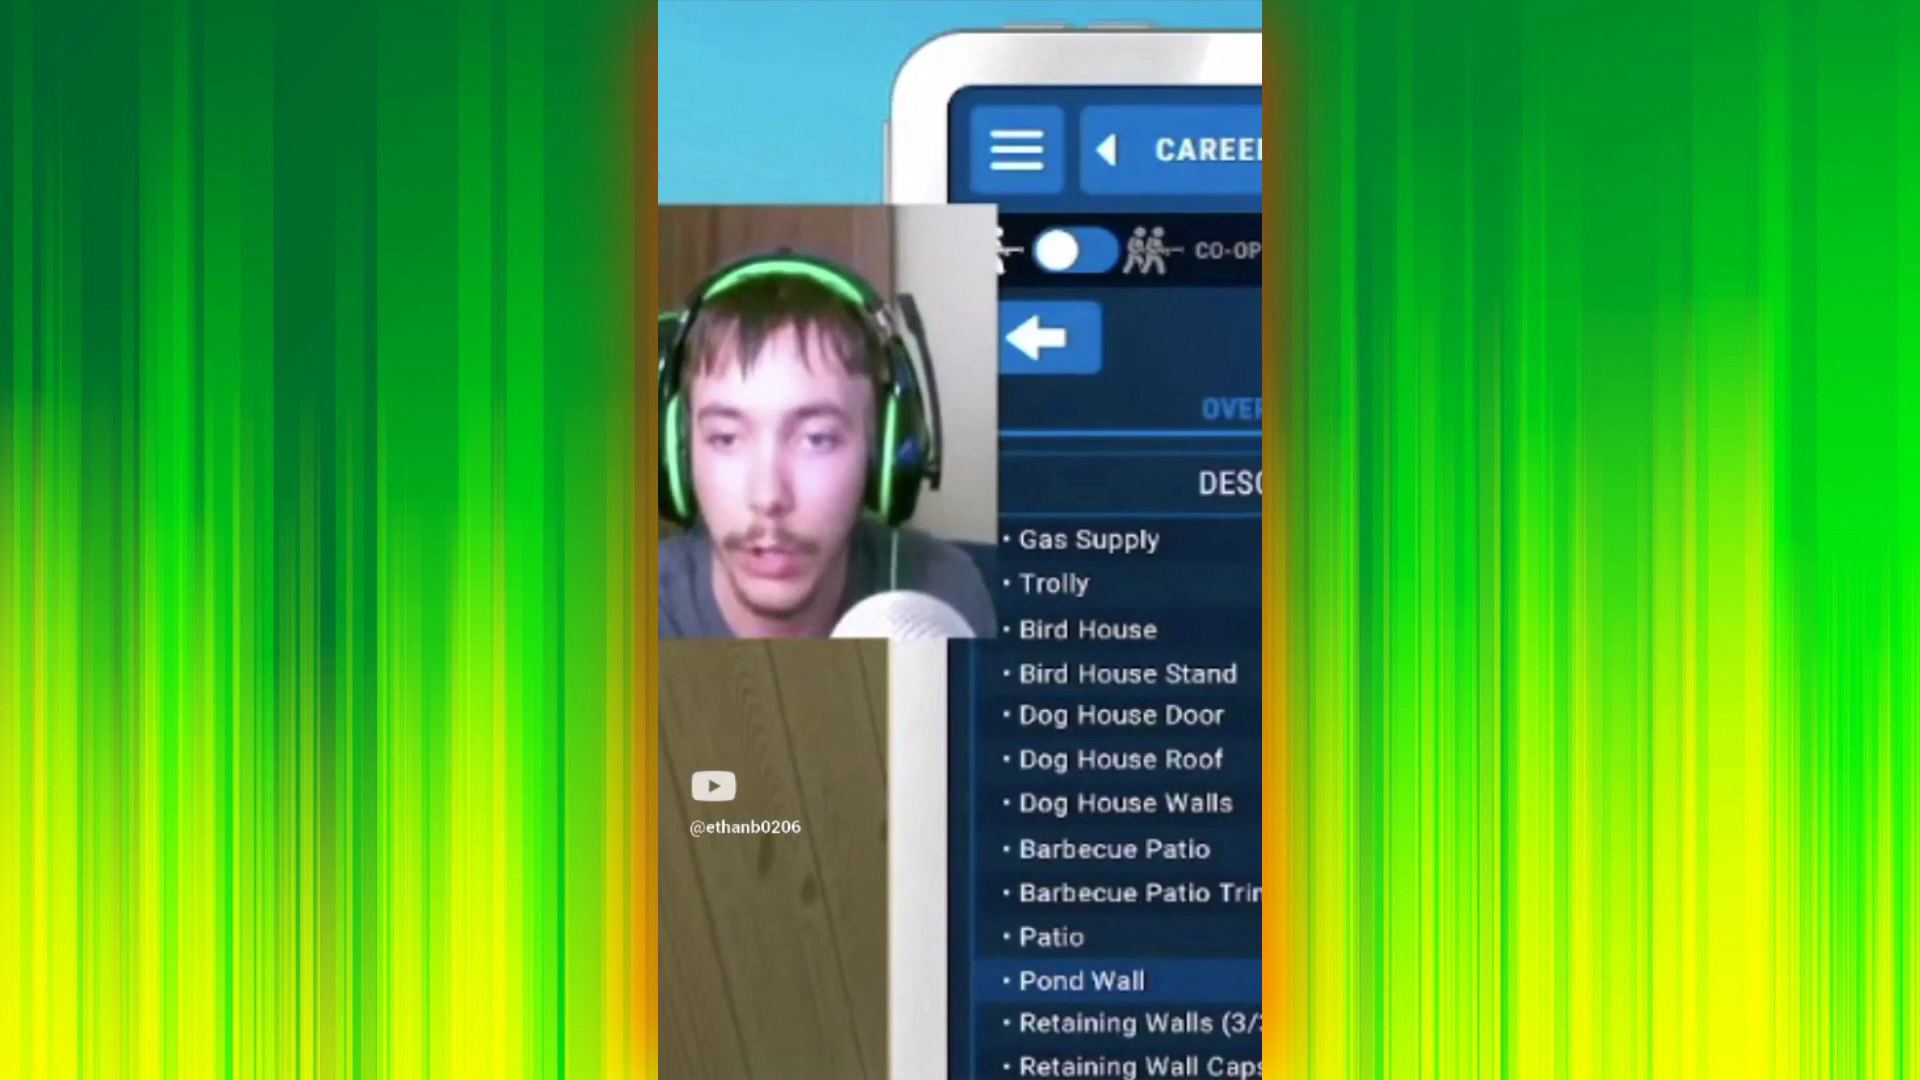 CAREE
CO-OP
OVE
DESC
• Gas Supply
• Trolly
• Bird House
• Bird House Stand
• Dog House Door
• Dog House Roof
• Dog House Walls
• Barbecue Patio
• Barbecue Patio Tri
• Patio
• Pond Wall
• Retaining Walls (3/
• Retaining Wall Caps
@ethanb0206